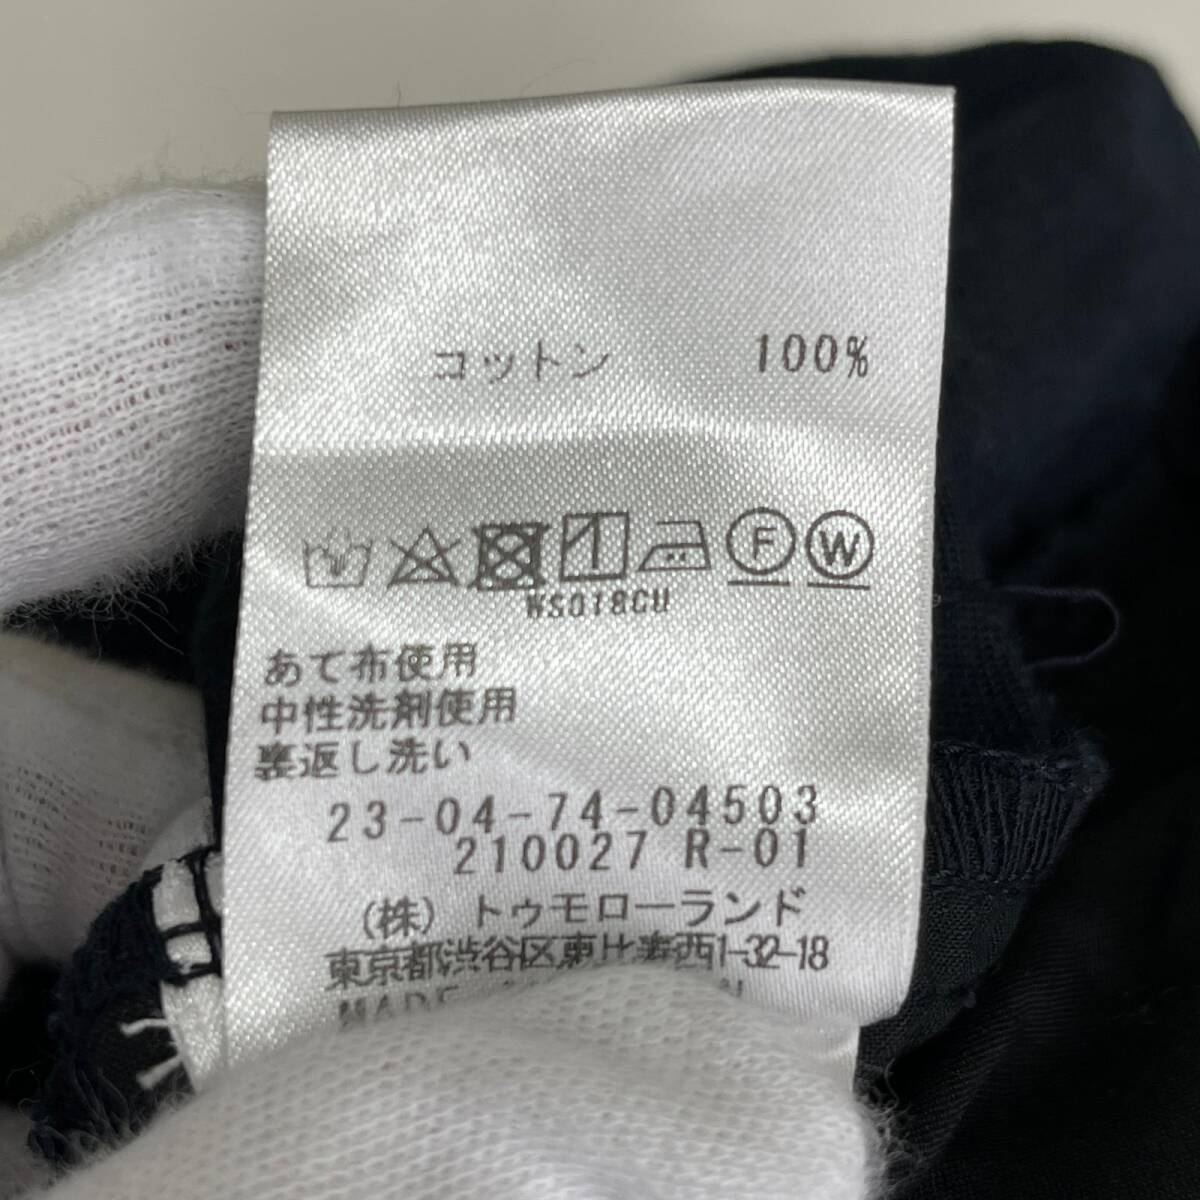 コットン 100%
F W
WS018CU
あて布使用
中性洗剤使用
裏返し洗い
23-04-74-04503
210027 R-01
(株) トゥモローランド
東京都渋谷区東比寿西1-32-18
MADE